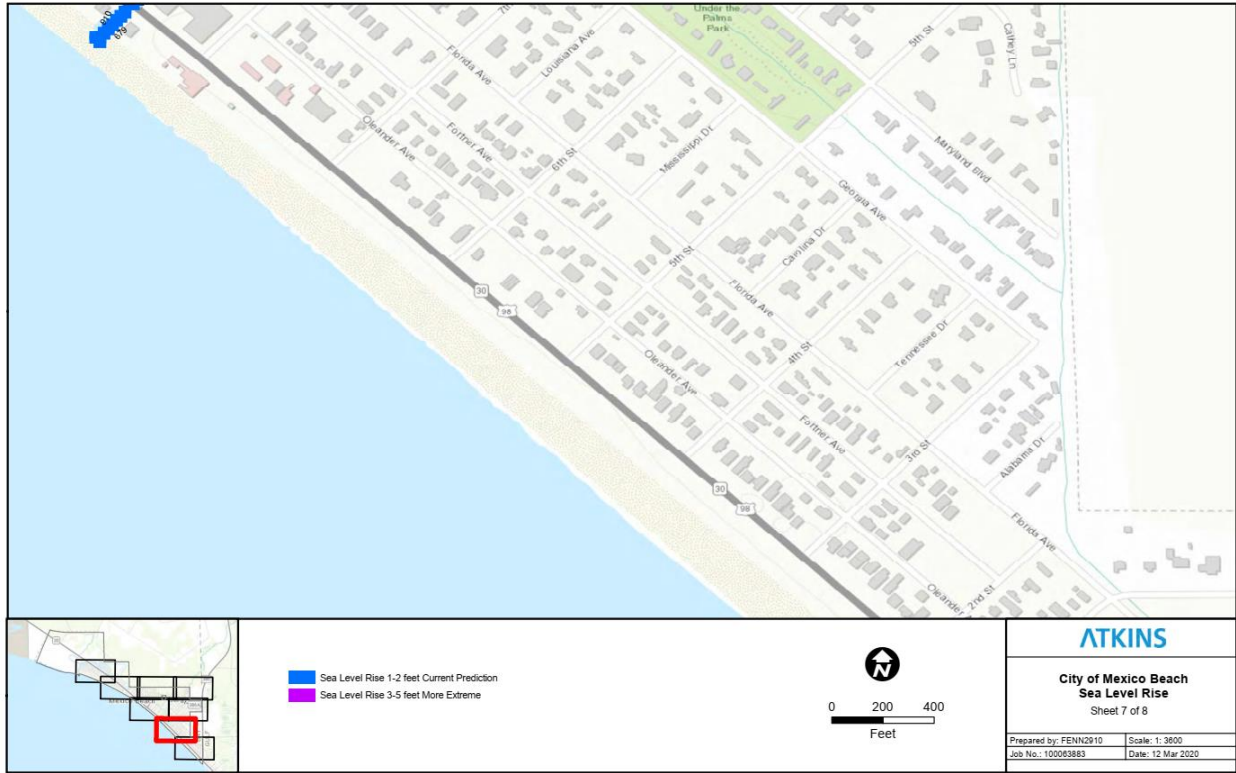 810
679
7th
Under the
Palms
Park
5th St
Cathey Ln
Louisiana Ave
Florida Ave
Oleander Ave
Fortner Ave
6th St
Mississippi Dr
Maryland Blvd
Georgia Ave
Carolina Dr
5th St
Florida Ave
30
98
4th St
Tennessee Dr
Oleander Ave
Fortner Ave
3rd St
Alabama Dr
30
98
Florida Ave
Oleander
2nd St
Sea Level Rise 1-2 feet Current Prediction
Sea Level Rise 3-5 feet More Extreme
N
0 200 400
Feet
ATKINS
City of Mexico Beach
Sea Level Rise
Sheet 7 of 8
Prepared by: FENN2910
Scale: 1: 3600
Job No.: 100063883
Date: 12 Mar 2020